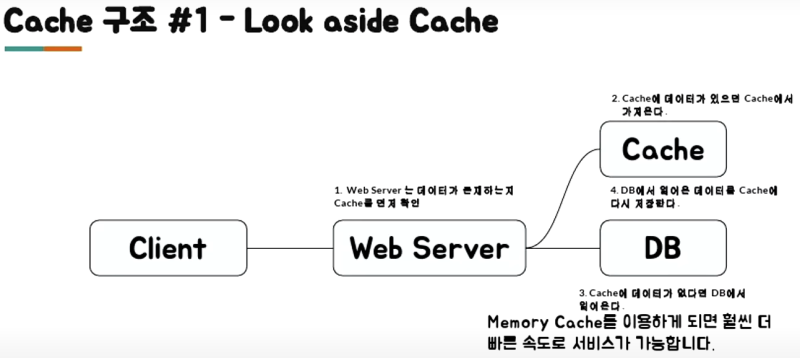 Cache 구조 #1 - Look aside Cache
2. Cache에 데이터가 있으면 Cache에서
가져온다.
Cache
1. Web Server 는 데이터가 존재하는지
Cache를 먼저 확인
4. DB에서 읽어온 데이터를 Cache에
다시 저장한다.
Client
Web Server
DB
3. Cache에 데이터가 없다면 DB에서
읽어온다.
Memory Cache를 이용하게 되면 훨씬 더
빠른 속도로 서비스가 가능합니다.